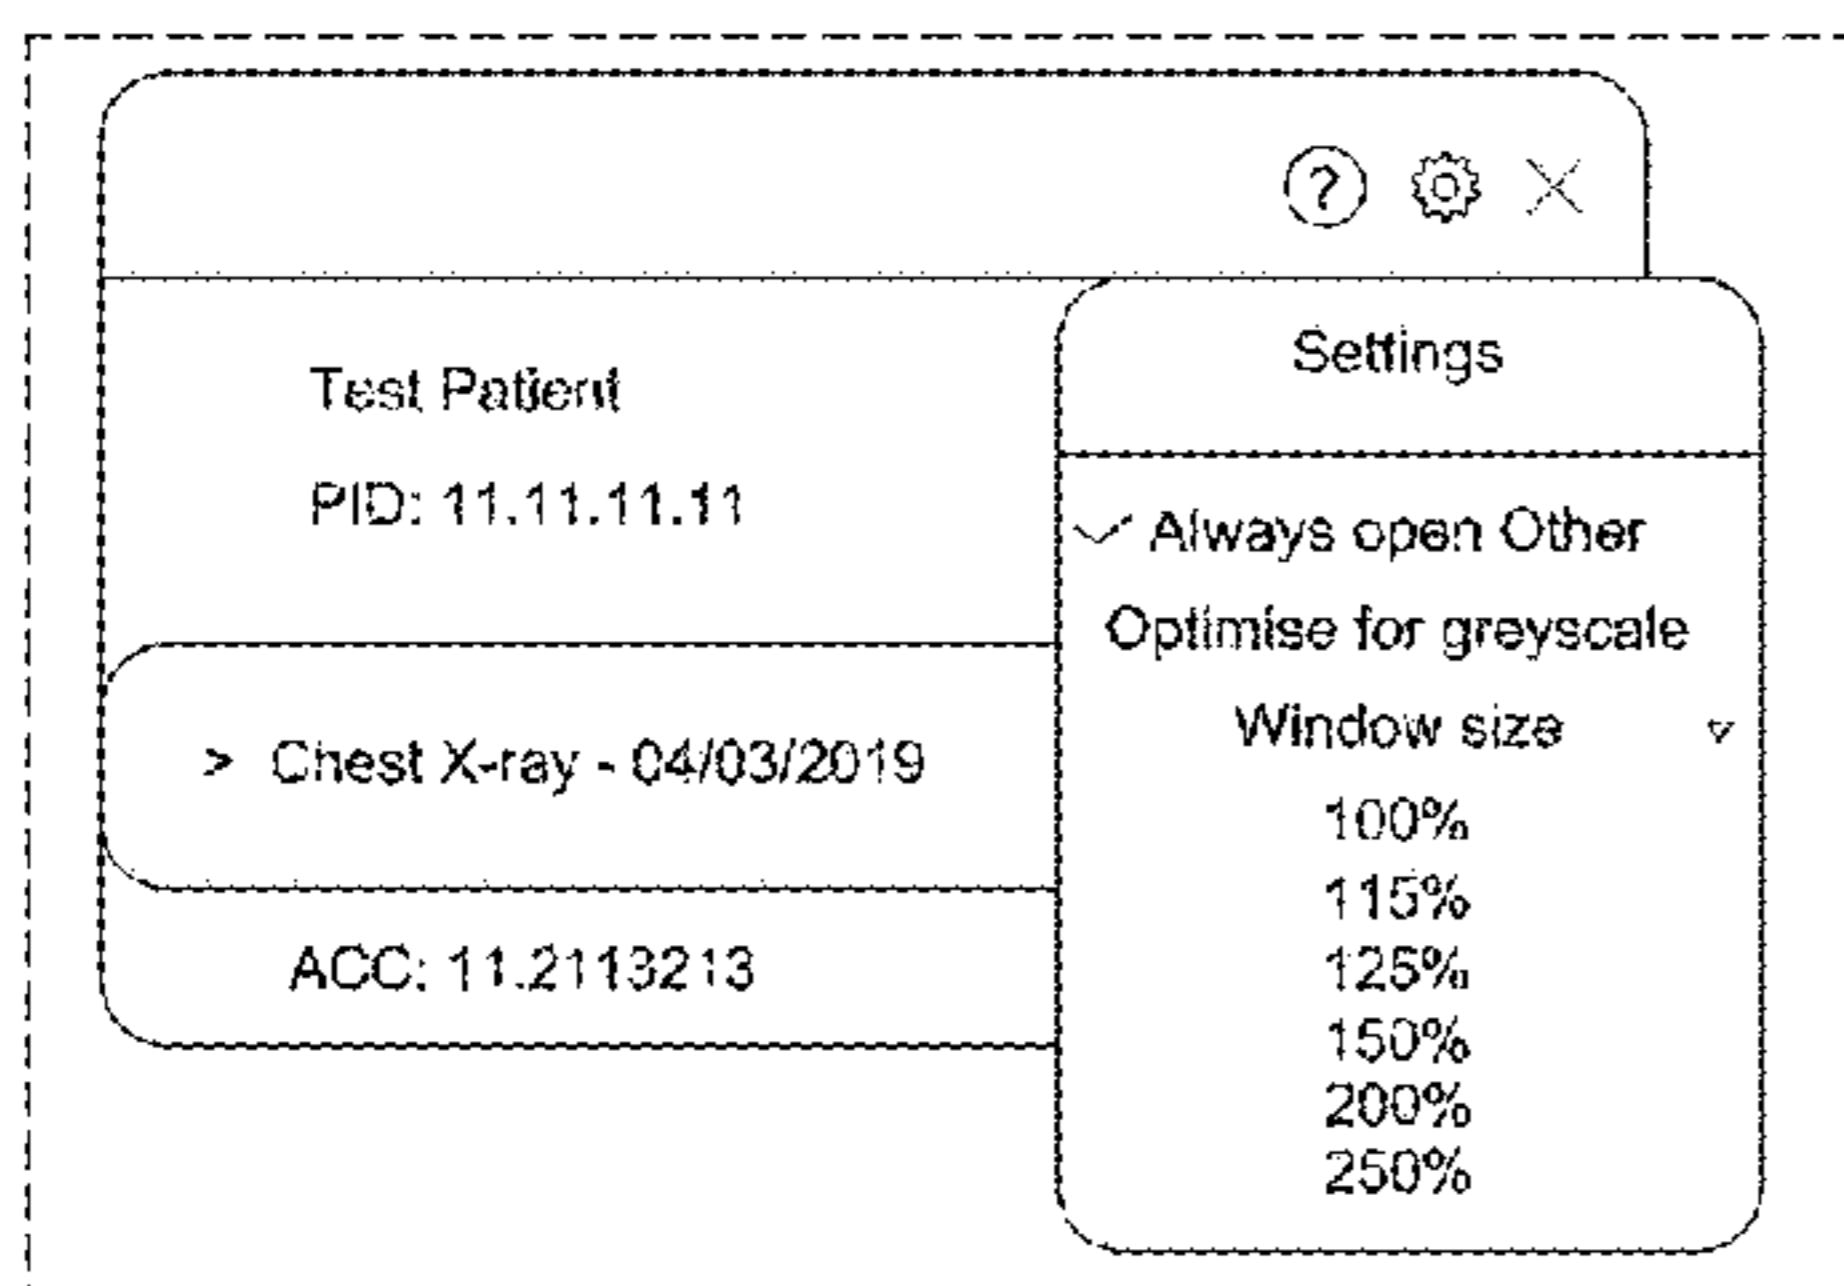 ?
Test Patient
PID: 11.11.11.11
> Chest X-ray - 04/03/2019
ACC: 11.2113213
Settings
✓ Always open Other
Optimise for greyscale
Window size
100%
115%
125%
150%
200%
250%